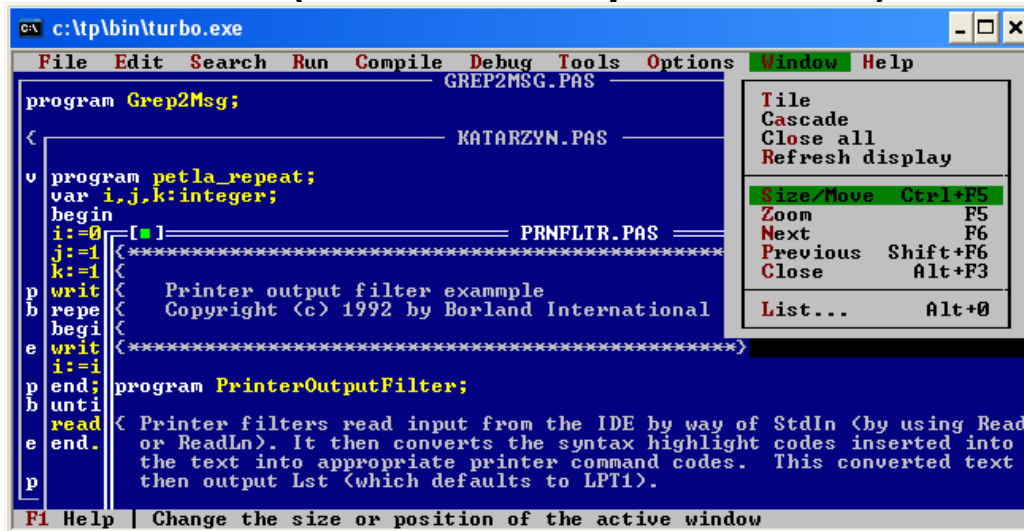 c:\tp\bin\turbo.exe
File Edit Search Run Compile Debug Tools Options Window Help
GREP2MSG.PAS
program Grep2Msg;
{
KATARZYN.PAS
v
program petla_repeat;
var i,j,k:integer;
begin
i:=0
j:=1
k:=1
p
writ
b
repe
begi
e
writ
i:=i
p
end;
b
unti
read
e
end.
p
[■]
PRNFLTR.PAS
{*****************************************************
{
{ Printer output filter exammple
{ Copyright (c) 1992 by Borland International
{
{*****************************************************}
program PrinterOutputFilter;
{ Printer filters read input from the IDE by way of StdIn (by using Read
or ReadLn). It then converts the syntax highlight codes inserted into
the text into appropriate printer command codes. This converted text
then output Lst (which defaults to LPT1).
Tile
Cascade
Close all
Refresh display
Size/Move Ctrl+F5
Zoom F5
Next F6
Previous Shift+F6
Close Alt+F3
List... Alt+0
F1 Help | Change the size or position of the active window